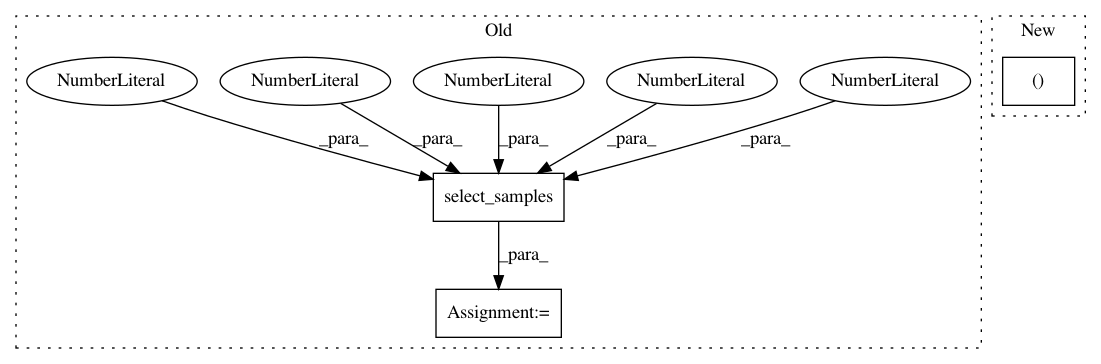 Old
New
NumberLiteral
NumberLiteral
NumberLiteral
NumberLiteral
NumberLiteral
()
_para_
_para_
_para_
_para_
_para_
select_samples
_para_
Assignment:=